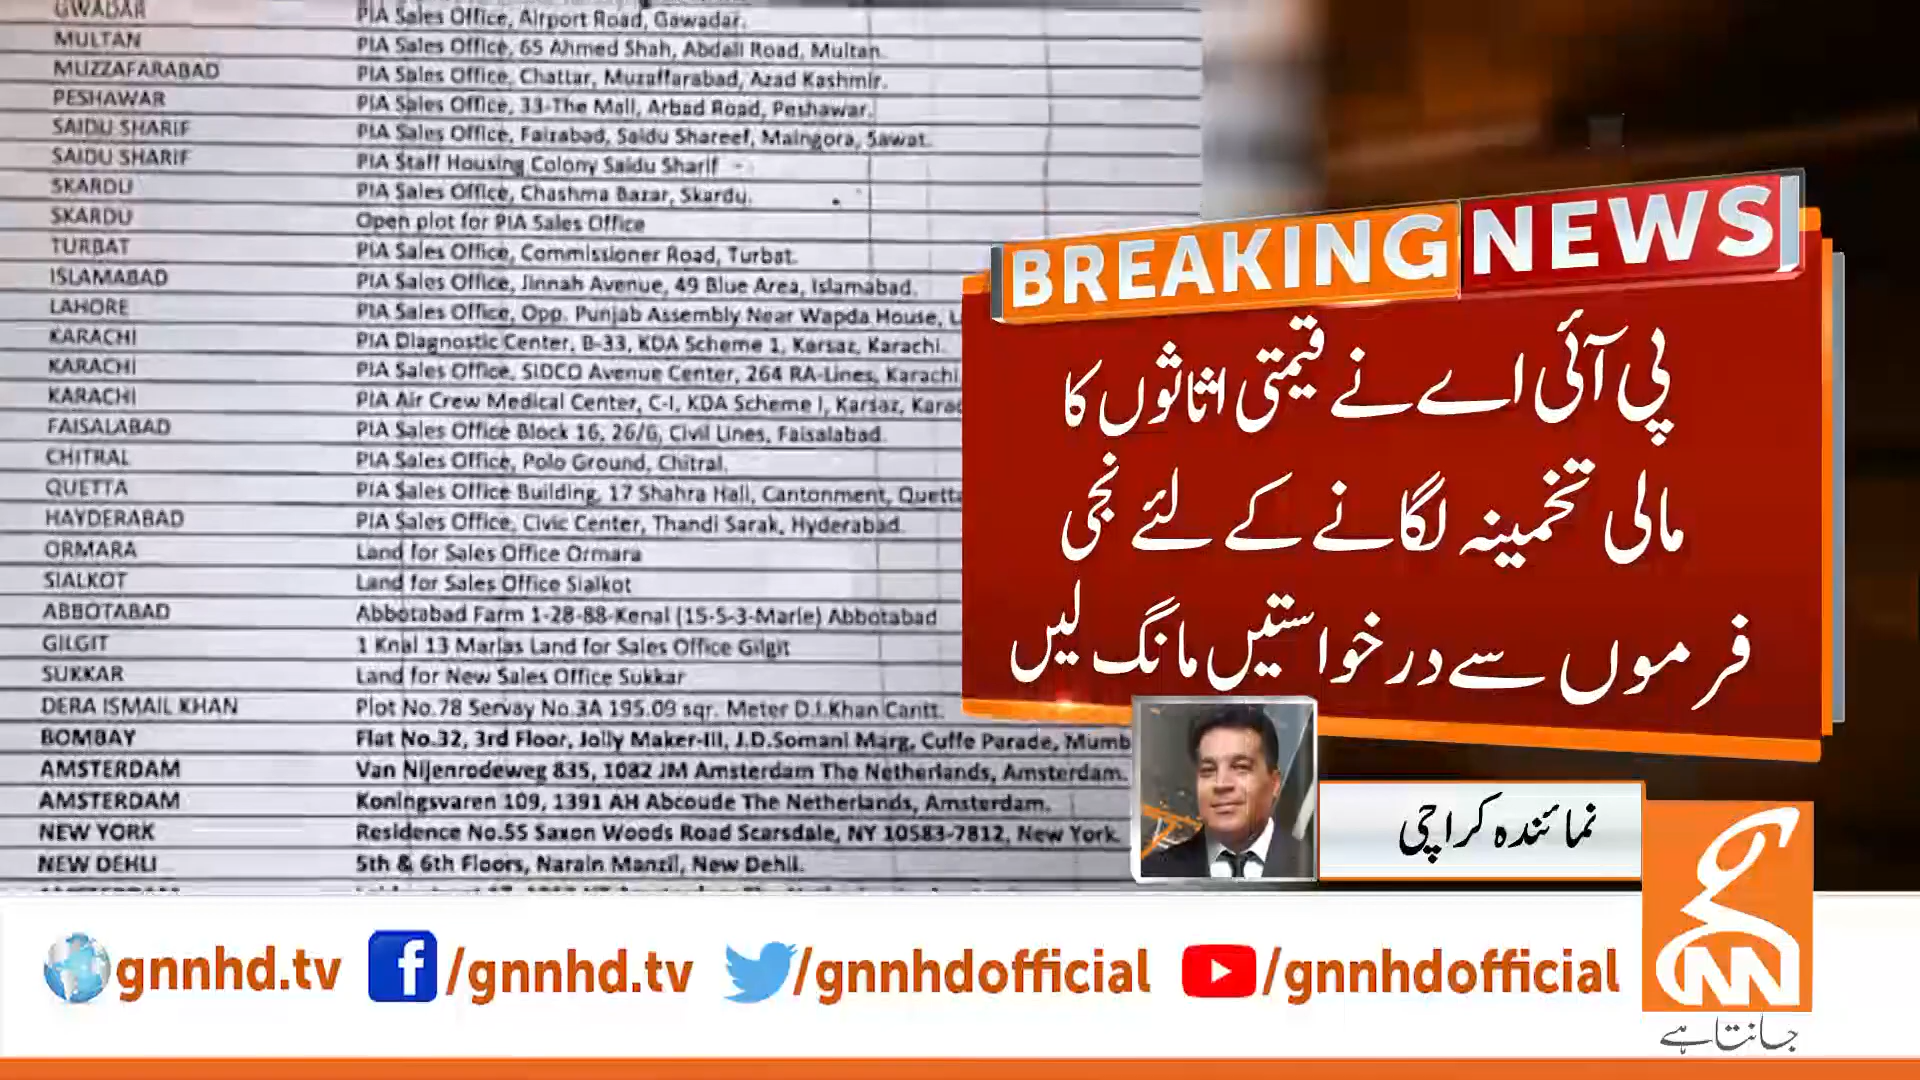 GWADAR PIA Sales Office, Airport Road, Gawadar.
MULTAN PIA Sales Office, 65 Ahmed Shah, Abdali Road, Multan.
MUZZAFARABAD PIA Sales Office, Chattar, Muzaffarabad, Azad Kashmir.
PESHAWAR PIA Sales Office, 33-The Mall, Arbad Road, Peshawar.
SAIDU SHARIF PIA Sales Office, Faizabad, Saidu Shareef, Maingora, Sawat.
SAIDU SHARIF PIA Staff Housing Colony Saidu Sharif -
SKARDU PIA Sales Office, Chashma Bazar, Skardu.
SKARDU Open plot for PIA Sales Office
TURBAT PIA Sales Office, Commissioner Road, Turbat.
ISLAMABAD PIA Sales Office, Jinnah Avenue, 49 Blue Area, Islamabad.
LAHORE PIA Sales Office, Opp. Punjab Assembly Near Wapda House, L
KARACHI PIA Diagnostic Center, B-33, KDA Scheme 1, Karsaz, Karachi.
KARACHI PIA Sales Office, SIDCO Avenue Center, 264 RA-Lines, Karachi
KARACHI PIA Air Crew Medical Center, C-I, KDA Scheme I, Karsaz, Karac
FAISALABAD PIA Sales Office Block 16, 26/6, Civil Lines, Faisalabad.
CHITRAL PIA Sales Office, Polo Ground, Chitral.
QUETTA PIA Sales Office Building, 17 Shahra Hall, Cantonment, Quetta
HAYDERABAD PIA Sales Office, Civic Center, Thandi Sarak, Hyderabad.
ORMARA Land for Sales Office Ormara
SIALKOT Land for Sales Office Sialkot
ABBOTABAD Abbotabad Farm 1-28-88-Kenal (15-5-3-Marle) Abbotabad
GILGIT 1 Knal 13 Marlas Land for Sales Office Gilgit
SUKKAR Land for New Sales Office Sukkar
DERA ISMAIL KHAN Plot No.78 Servay No.3A 195.09 sqr. Meter D.I.Khan Cantt.
BOMBAY Flat No.32, 3rd Floor, Jolly Maker-III, J.D.Somani Marg, Cuffe Parade, Mumb
AMSTERDAM Van Nijenrodeweg 835, 1082 JM Amsterdam The Netherlands, Amsterdam.
AMSTERDAM Koningsvaren 109, 1391 AH Abcoude The Netherlands, Amsterdam.
NEW YORK Residence No.55 Saxon Woods Road Scarsdale, NY 10583-7812, New York.
NEW DEHLI 5th & 6th Floors, Narain Manzil, New Dehli.
BREAKING NEWS
پی آئی اے نے قیمتی اثاثوں کا
مالی تخمینہ لگانے کے لئے نجی
فرموں سے درخواستیں مانگ لیں
نمائندہ کراچی
gnnhd.tv /gnnhd.tv /gnnhdofficial /gnnhdofficial
GNN
جانتا ہے